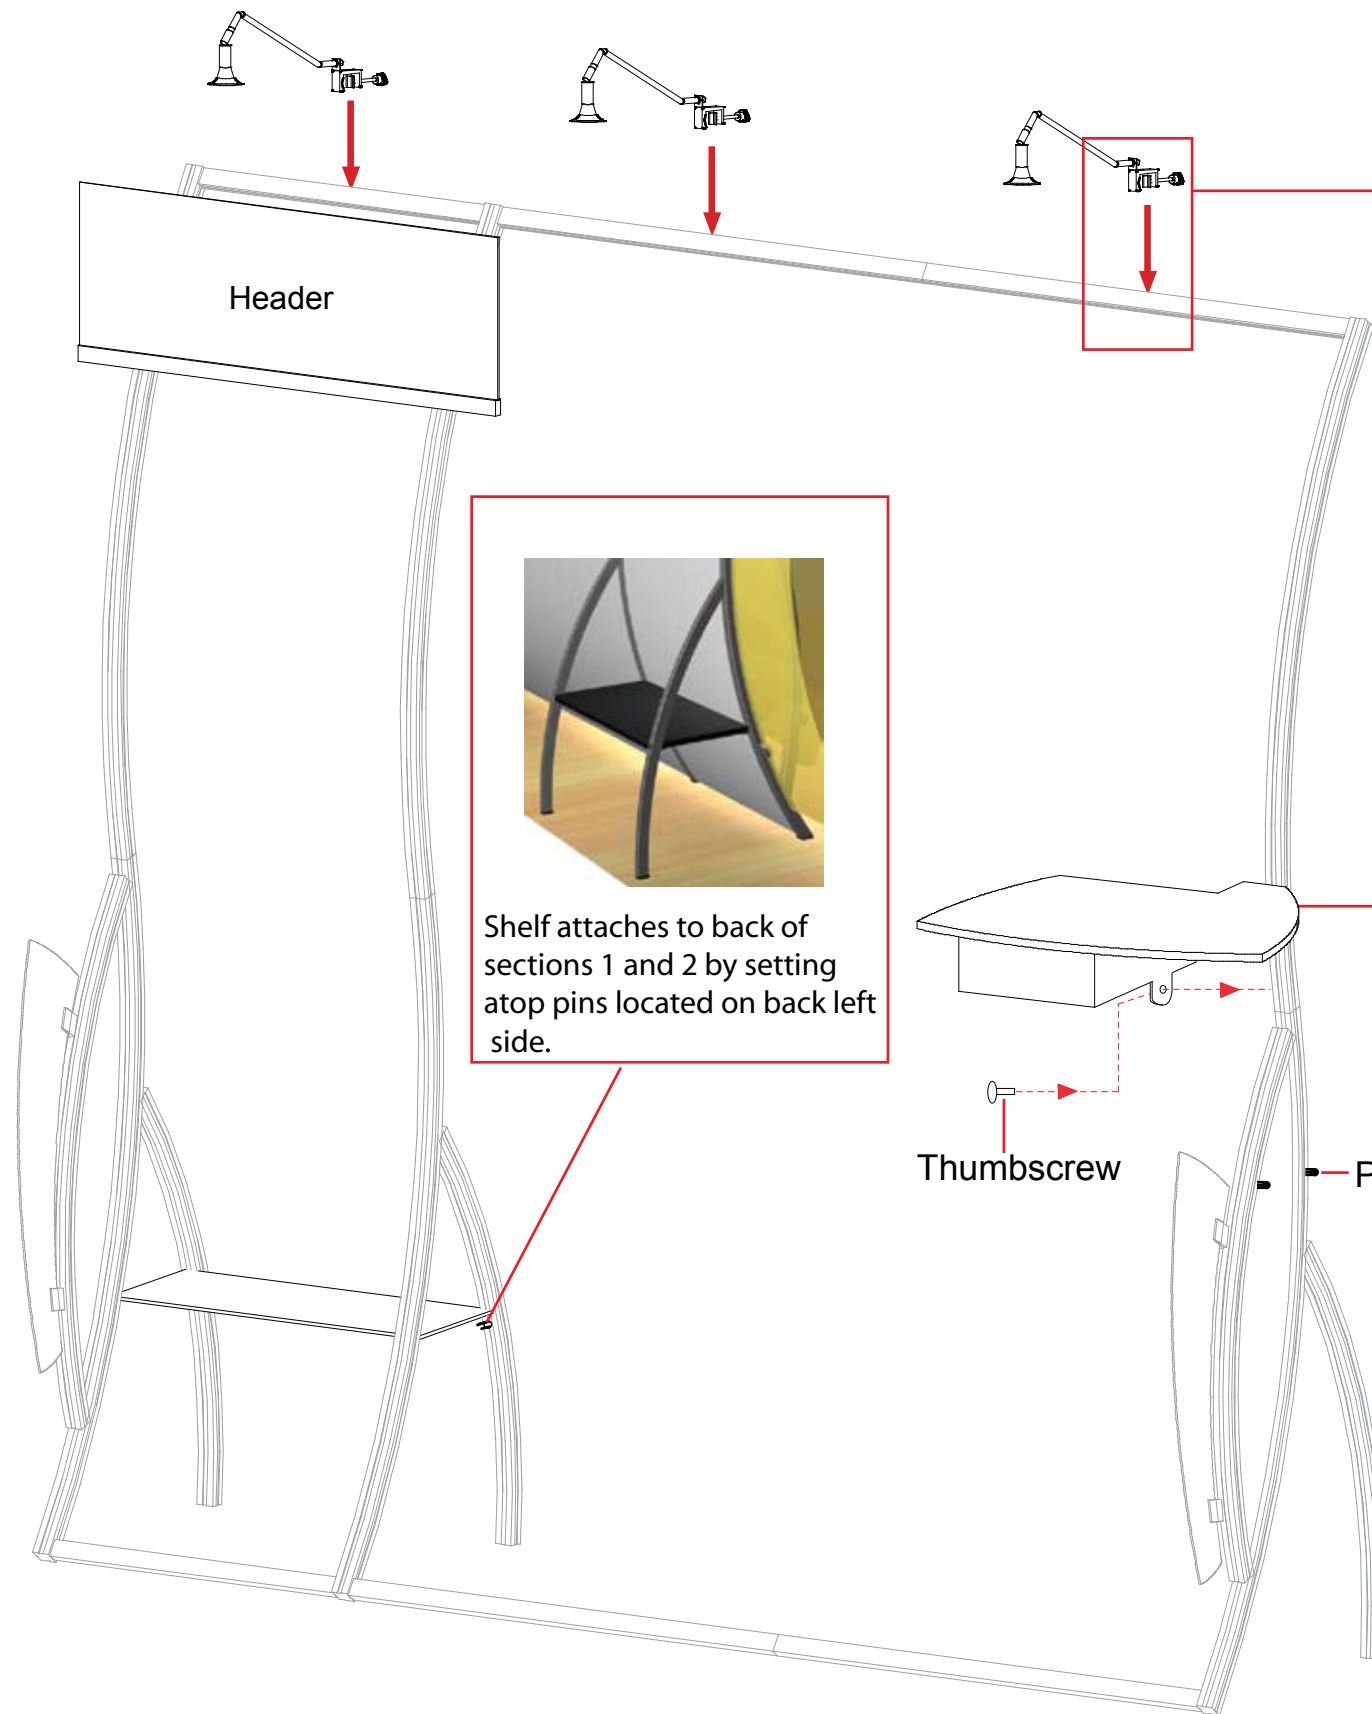 Header
Shelf attaches to back of
sections 1 and 2 by setting
atop pins located on back left
side.
Thumbscrew
P